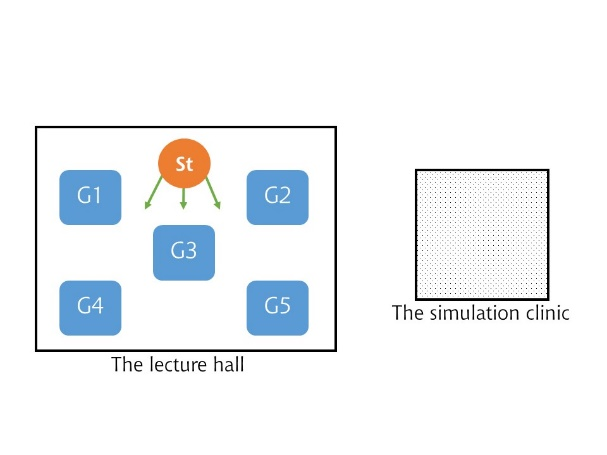 St
G1
G2
G3
G4
G5
The lecture hall
The simulation clinic